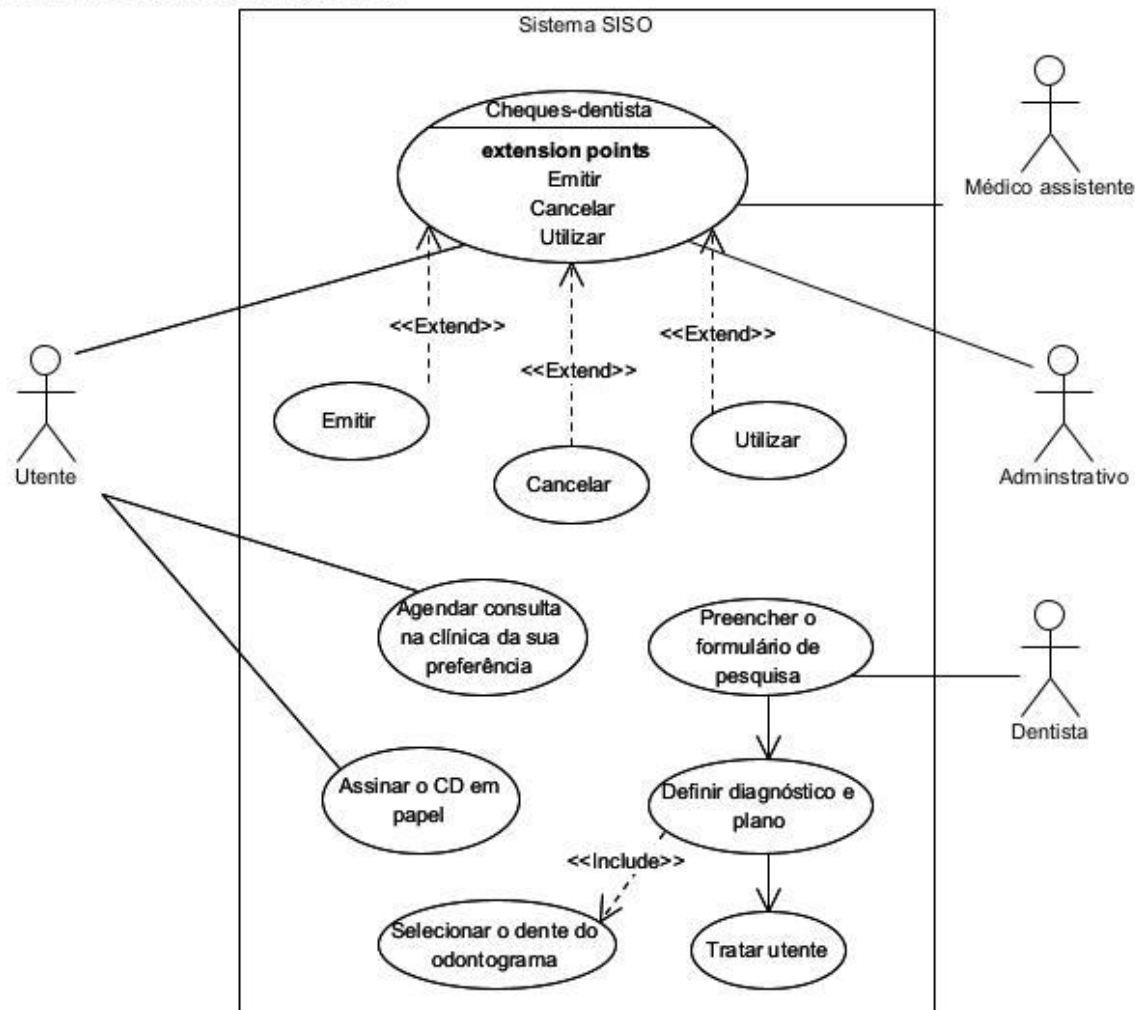 Sistema SISO
Cheques-dentista
extension points
Emitir
Cancelar
Utilizar
Médico assistente
<<Extend>>
<<Extend>>
<<Extend>>
Utente
Emitir
Cancelar
Utilizar
Adminstrativo
Agendar consulta
na clínica da sua
preferência
Preencher o
formulário de
pesquisa
Dentista
Assinar o CD em
papel
Definir diagnóstico e
plano
<<Include>>
Selecionar o dente do
odontograma
Tratar utente